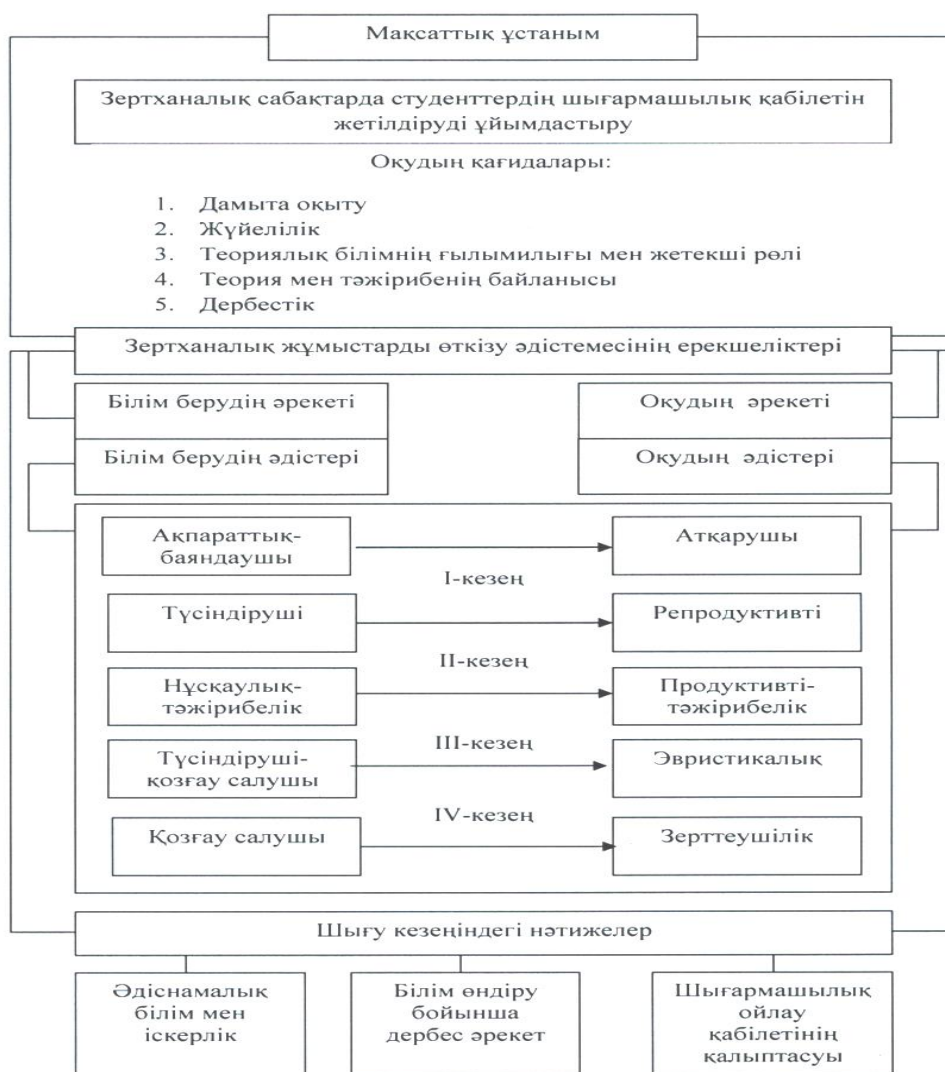 Мақсаттық ұстаным
Зертханалық сабақтарда студенттердің шығармашылық қабілетін
жетілдіруді ұйымдастыру
Оқудың қағидалары:
1. Дамыта оқыту
2. Жүйелілік
3. Теориялық білімнің ғылымилығы мен жетекші рөлі
4. Теория мен тәжірибенің байланысы
5. Дербестік
Зертханалық жұмыстарды өткізу әдістемесінің ерекшеліктері
Білім берудің әрекеті
Оқудың әрекеті
Білім берудің әдістері
Оқудың әдістері
Ақпараттық-
баяндаушы
Атқарушы
I-кезең
Түсіндіруші
Репродуктивті
II-кезең
Нұсқаулық-
тәжірибелік
Продуктивті-
тәжірибелік
III-кезең
Түсіндіруші-
қозғау салушы
Эвристикалық
IV-кезең
Қозғау салушы
Зерттеушілік
Шығу кезеңіндегі нәтижелер
Әдіснамалық
білім мен
іскерлік
Білім өндіру
бойынша
дербес әрекет
Шығармашылық
ойлау
қабілетінің
қалыптасуы